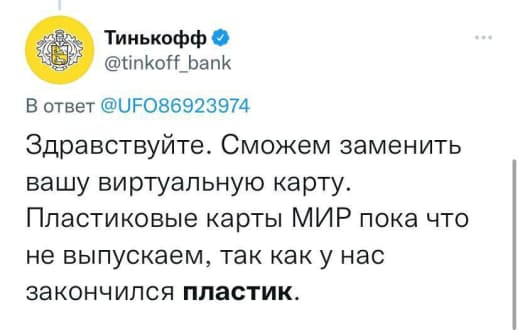 Тинькофф
@tinkoff_bank
В ответ @UFO86923974
Здравствуйте. Сможем заменить
вашу виртуальную карту.
Пластиковые карты МИР пока что
не выпускаем, так как у нас
закончился пластик.